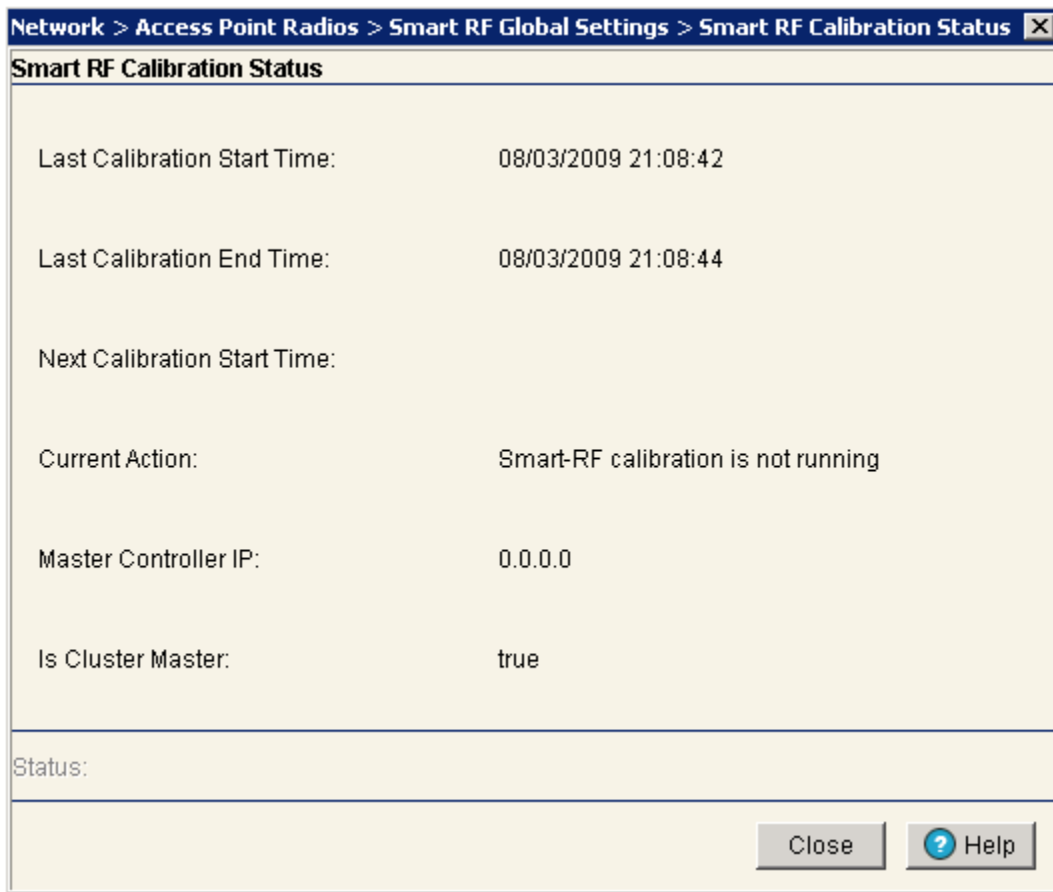 Network > Access Point Radios > Smart RF Global Settings > Smart RF Calibration Status
Smart RF Calibration Status
Last Calibration Start Time: 08/03/2009 21:08:42
Last Calibration End Time: 08/03/2009 21:08:44
Next Calibration Start Time:
Current Action: Smart-RF calibration is not running
Master Controller IP: 0.0.0.0
Is Cluster Master: true
Status:
Close ? Help